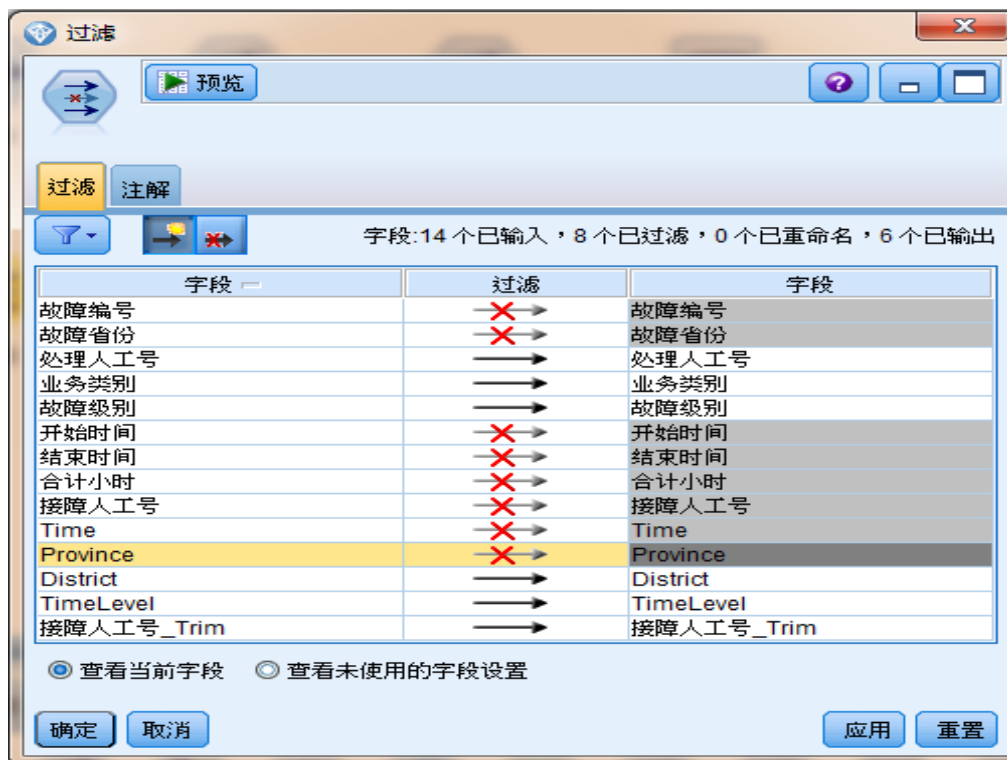 过滤
预览
过滤 注解
字段:14 个已输入，8 个已过滤，0 个已重命名，6 个已输出
字段 过滤 字段
故障编号 故障编号
故障省份 故障省份
处理人工号 处理人工号
业务类别 业务类别
故障级别 故障级别
开始时间 开始时间
结束时间 结束时间
合计小时 合计小时
接障人工号 接障人工号
Time Time
Province Province
District District
TimeLevel TimeLevel
接障人工号_Trim 接障人工号_Trim
查看当前字段 查看未使用的字段设置
确定 取消 应用 重置